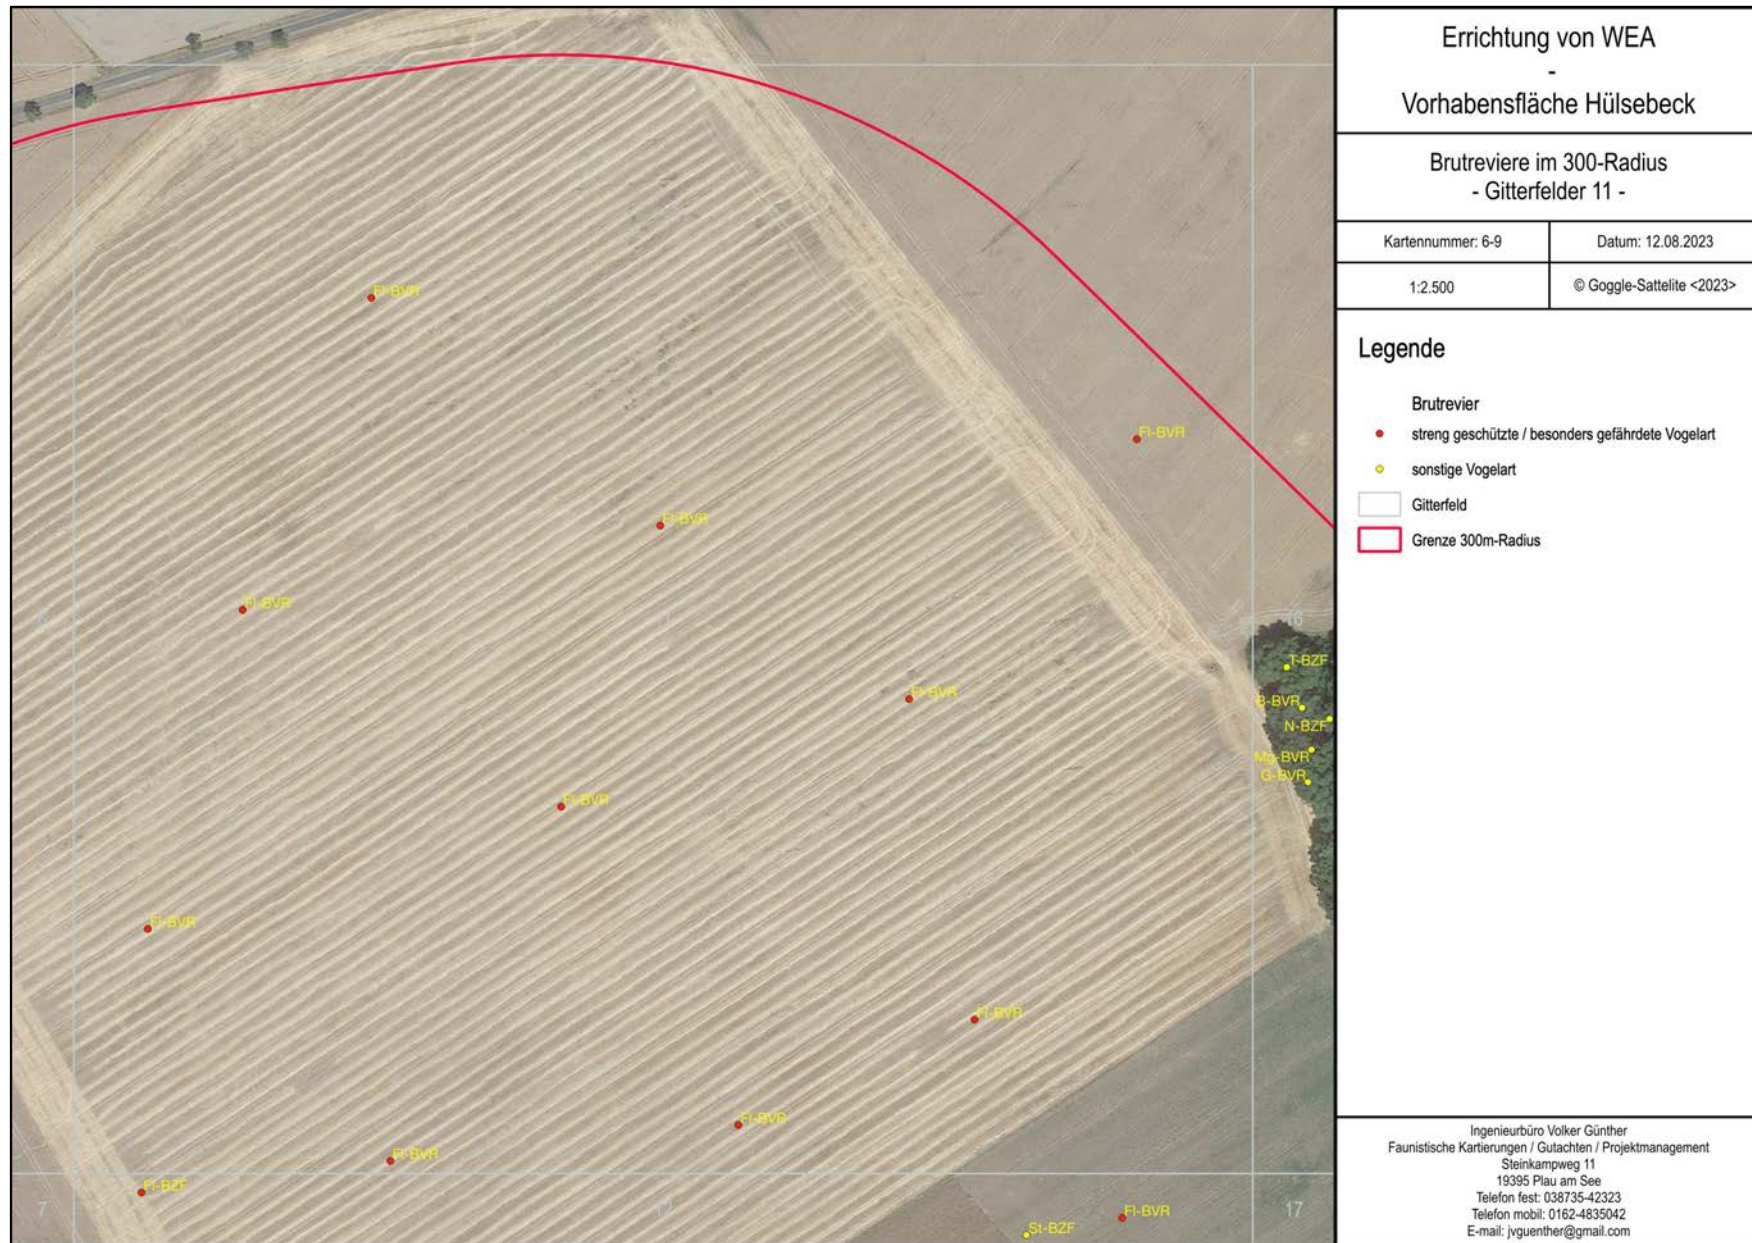 Errichtung von WEA
-
Vorhabensfläche Hülsebeck
Brutreviere im 300-Radius
- Gitterfelder 11 -
Kartennummer: 6-9
Datum: 12.08.2023
1:2.500
© Goggle-Sattelite <2023>
Legende
Brutrevier
streng geschützte / besonders gefährdete Vogelart
sonstige Vogelart
Gitterfeld
Grenze 300m-Radius
Fl-BVR
Fl-BVR
Fl-BVR
Fl-BVR
6
11
16
T-BZF
Fl-BVR
B-BVR
N-BZF
Mg-BVR
G-BVR
Fl-BVR
Fl-BVR
Fl-BVR
Fl-BVR
Fl-BVR
Fl-BZF
7
12
17
Fl-BVR
St-BZF
Ingenieurbüro Volker Günther
Faunistische Kartierungen / Gutachten / Projektmanagement
Steinkampweg 11
19395 Plau am See
Telefon fest: 038735-42323
Telefon mobil: 0162-4835042
E-mail: jvguenther@gmail.com